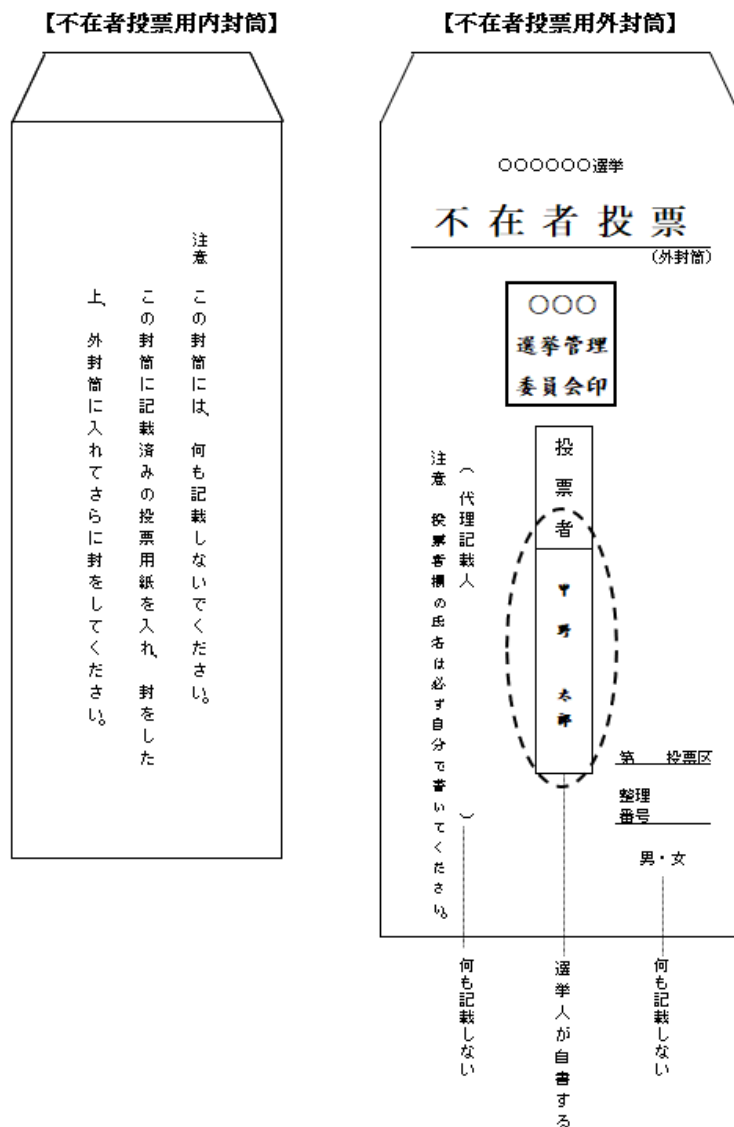 【不在者投票用内封筒】
注意　この封筒には、何も記載しないでください。
この封筒に記載済みの投票用紙を入れ、封をした
上、外封筒に入れてさらに封をしてください。
【不在者投票用外封筒】
○○○○○○選挙
不在者投票
(外封筒)
○○○
選挙管理
委員会印
投票者
甲野　太郎
(代理記載人　　　)
注意　投票者欄の氏名は必ず自分で書いてください。
第　投票区
整理
番号
男・女
何も記載しない
選挙人が自書する
何も記載しない